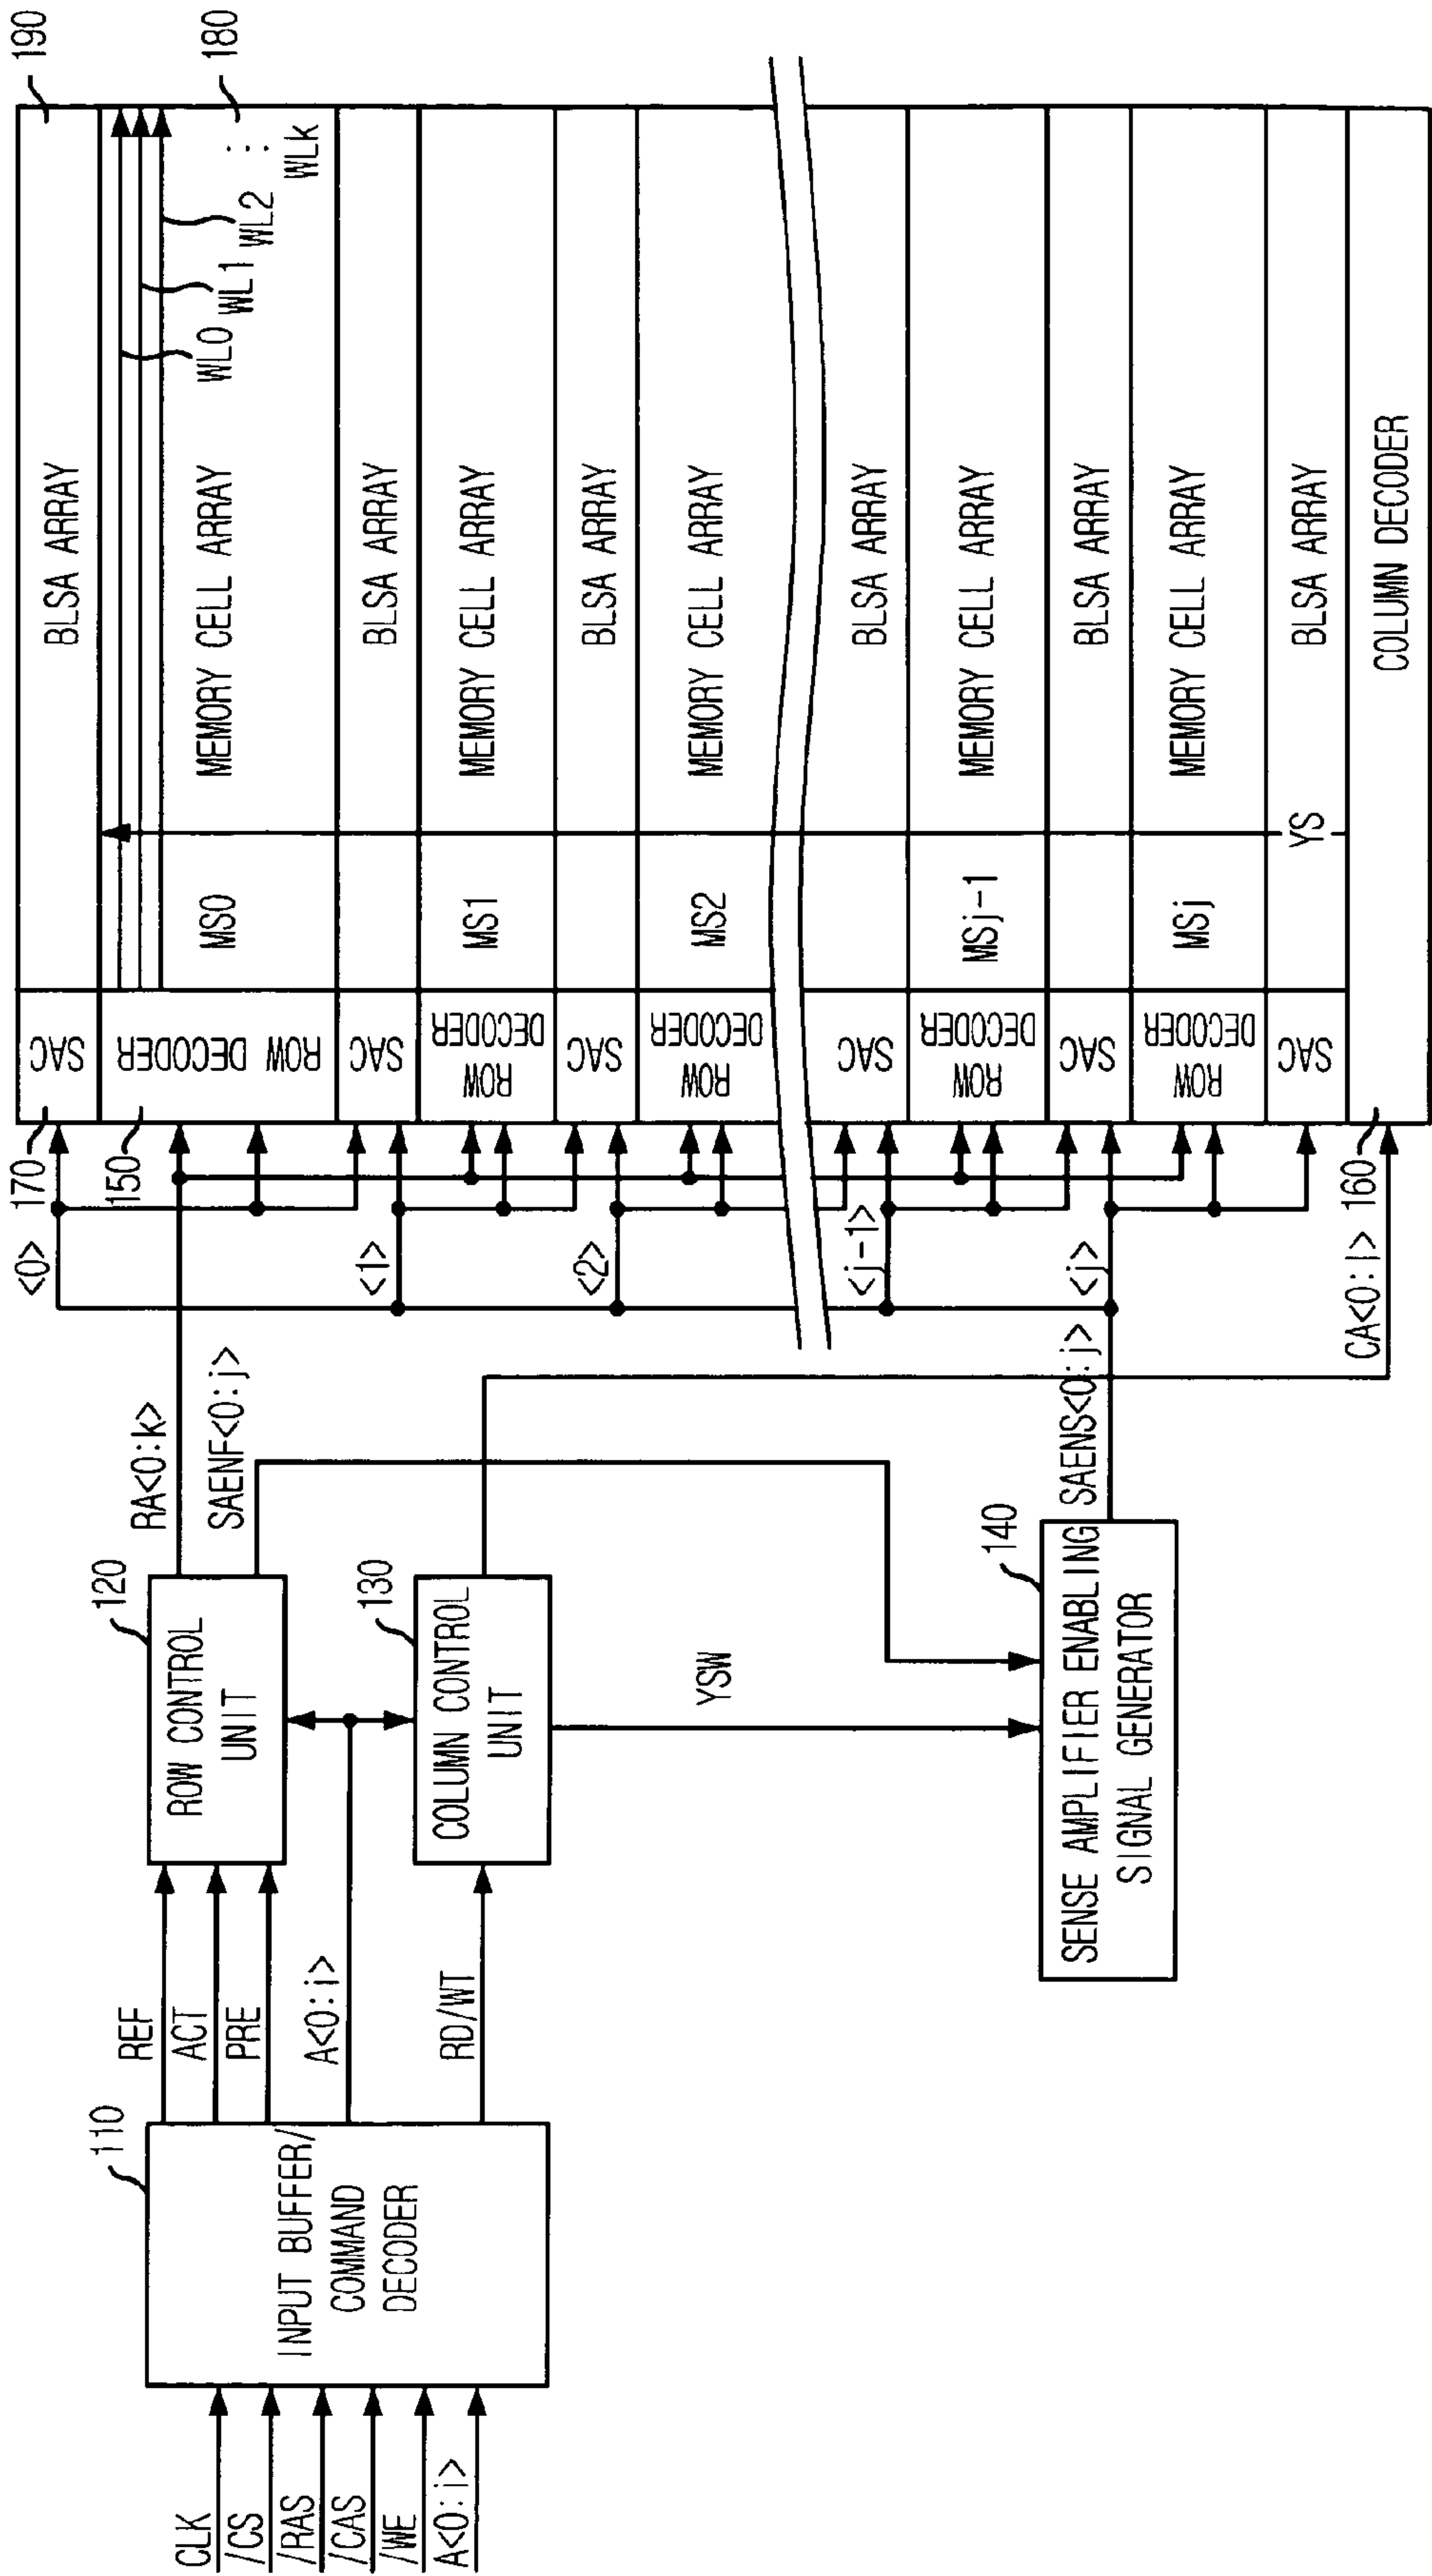 CLK
/CS
/RAS
/CAS
/WE
A<0:i>
110
INPUT BUFFER/
COMMAND
DECODER
REF
ACT
PRE
A<0:i>
RD/WT
120
ROW CONTROL
UNIT
130
COLUMN CONTROL
UNIT
YSW
140
SENSE AMPLIFIER ENABLING
SIGNAL GENERATOR
RA<0:k>
SAENF<0:j>
SAENS<0:j>
CA<0:l>
<0>
<1>
<2>
<j-1>
<j>
170
150
160
SAC
BLSA ARRAY
190
ROW DECODER
MS0
MEMORY CELL ARRAY
WL0
WL1
WL2
⋮
WLk
180
SAC
BLSA ARRAY
ROW
DECODER
MS1
MEMORY CELL ARRAY
SAC
BLSA ARRAY
ROW
DECODER
MS2
MEMORY CELL ARRAY
SAC
BLSA ARRAY
ROW
DECODER
MSj-1
MEMORY CELL ARRAY
SAC
BLSA ARRAY
ROW
DECODER
MSj
MEMORY CELL ARRAY
SAC
YS
BLSA ARRAY
COLUMN DECODER